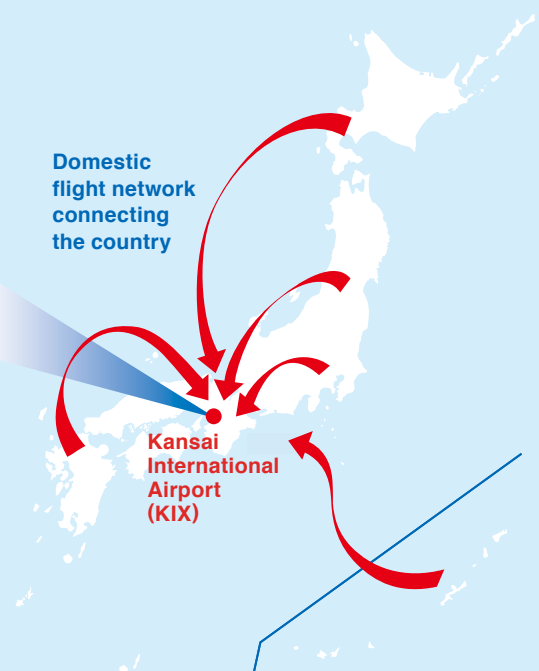 Domestic
flight network
connecting
the country
Kansai
International
Airport
(KIX)